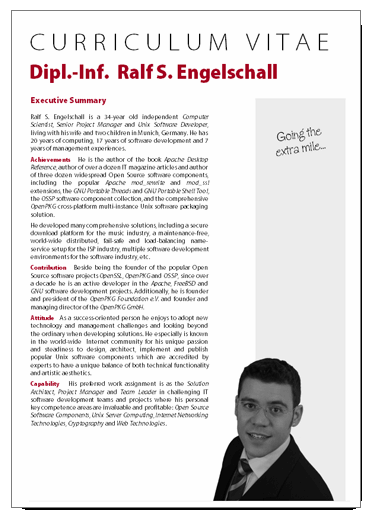 CURRICULUM VITAE
Dipl.-Inf. Ralf S. Engelschall
Executive Summary
Ralf S. Engelschall is a 34-year old independent Computer
Scientist, Senior Project Manager and Unix Software Developer,
living with his wife and two children in Munich, Germany. He has
20 years of computing, 17 years of software development and 7
years of management experiences.
Achievements He is the author of the book Apache Desktop
Reference, author of over a dozen IT magazine articles and author
of three dozen widespread Open Source software components,
including the popular Apache mod_rewrite and mod_ssl
extensions, the GNU Portable Threads and GNU Portable Shell Tool,
the OSSP software component collection, and the comprehensive
OpenPKG cross-platform multi-instance Unix software packaging
solution.
He developed many comprehensive solutions, including a secure
download platform for the music industry, a maintenance-free,
world-wide distributed, fail-safe and load-balancing name-
service setup for the ISP industry, multiple software development
environments for the software industry, etc.
Contribution Beside being the founder of the popular Open
Source software projects OpenSSL, OpenPKG and OSSP, since over
a decade he is an active developer in the Apache, FreeBSD and
GNU software development projects. Additionally, he is founder
and president of the OpenPKG Foundation e.V. and founder and
managing director of the OpenPKG GmbH.
Attitude As a success-oriented person he enjoys to adopt new
technology and management challenges and looking beyond
the ordinary when developing solutions. He especially is known
in the world-wide Internet community for his unique passion
and steadiness to design, architect, implement and publish
popular Unix software components which are accredited by
experts to have a unique balance of both technical functionality
and artistic aesthetics.
Capability His preferred work assignment is as the Solution
Architect, Project Manager and Team Leader in challenging IT
software development teams and projects where his personal
key competence areas are invaluable and profitable: Open Source
Software Components, Unix Server Computing, Internet Networking
Technologies, Cryptography and Web Technologies.
Going the
extra mile...